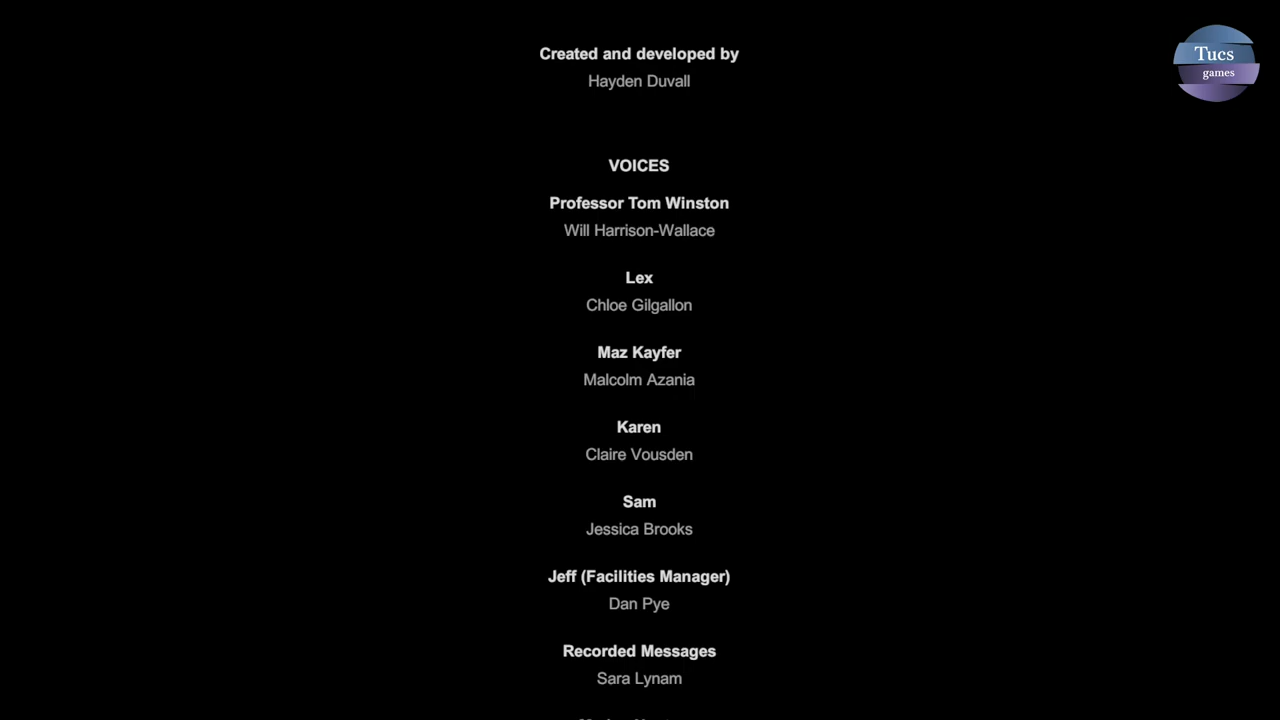 Created and developed by
Hayden Duvall
Tucs
games
VOICES
Professor Tom Winston
Will Harrison-Wallace
Lex
Chloe Gilgallon
Maz Kayfer
Malcolm Azania
Karen
Claire Vousden
Sam
Jessica Brooks
Jeff (Facilities Manager)
Dan Pye
Recorded Messages
Sara Lynam